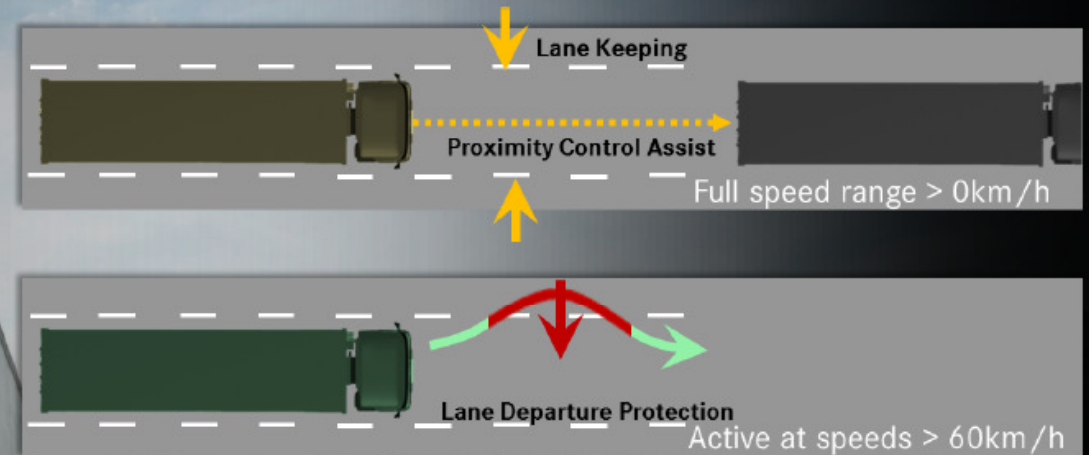 Lane Keeping
Proximity Control Assist
Full speed range > 0km/h
Lane Departure Protection
Active at speeds > 60km/h